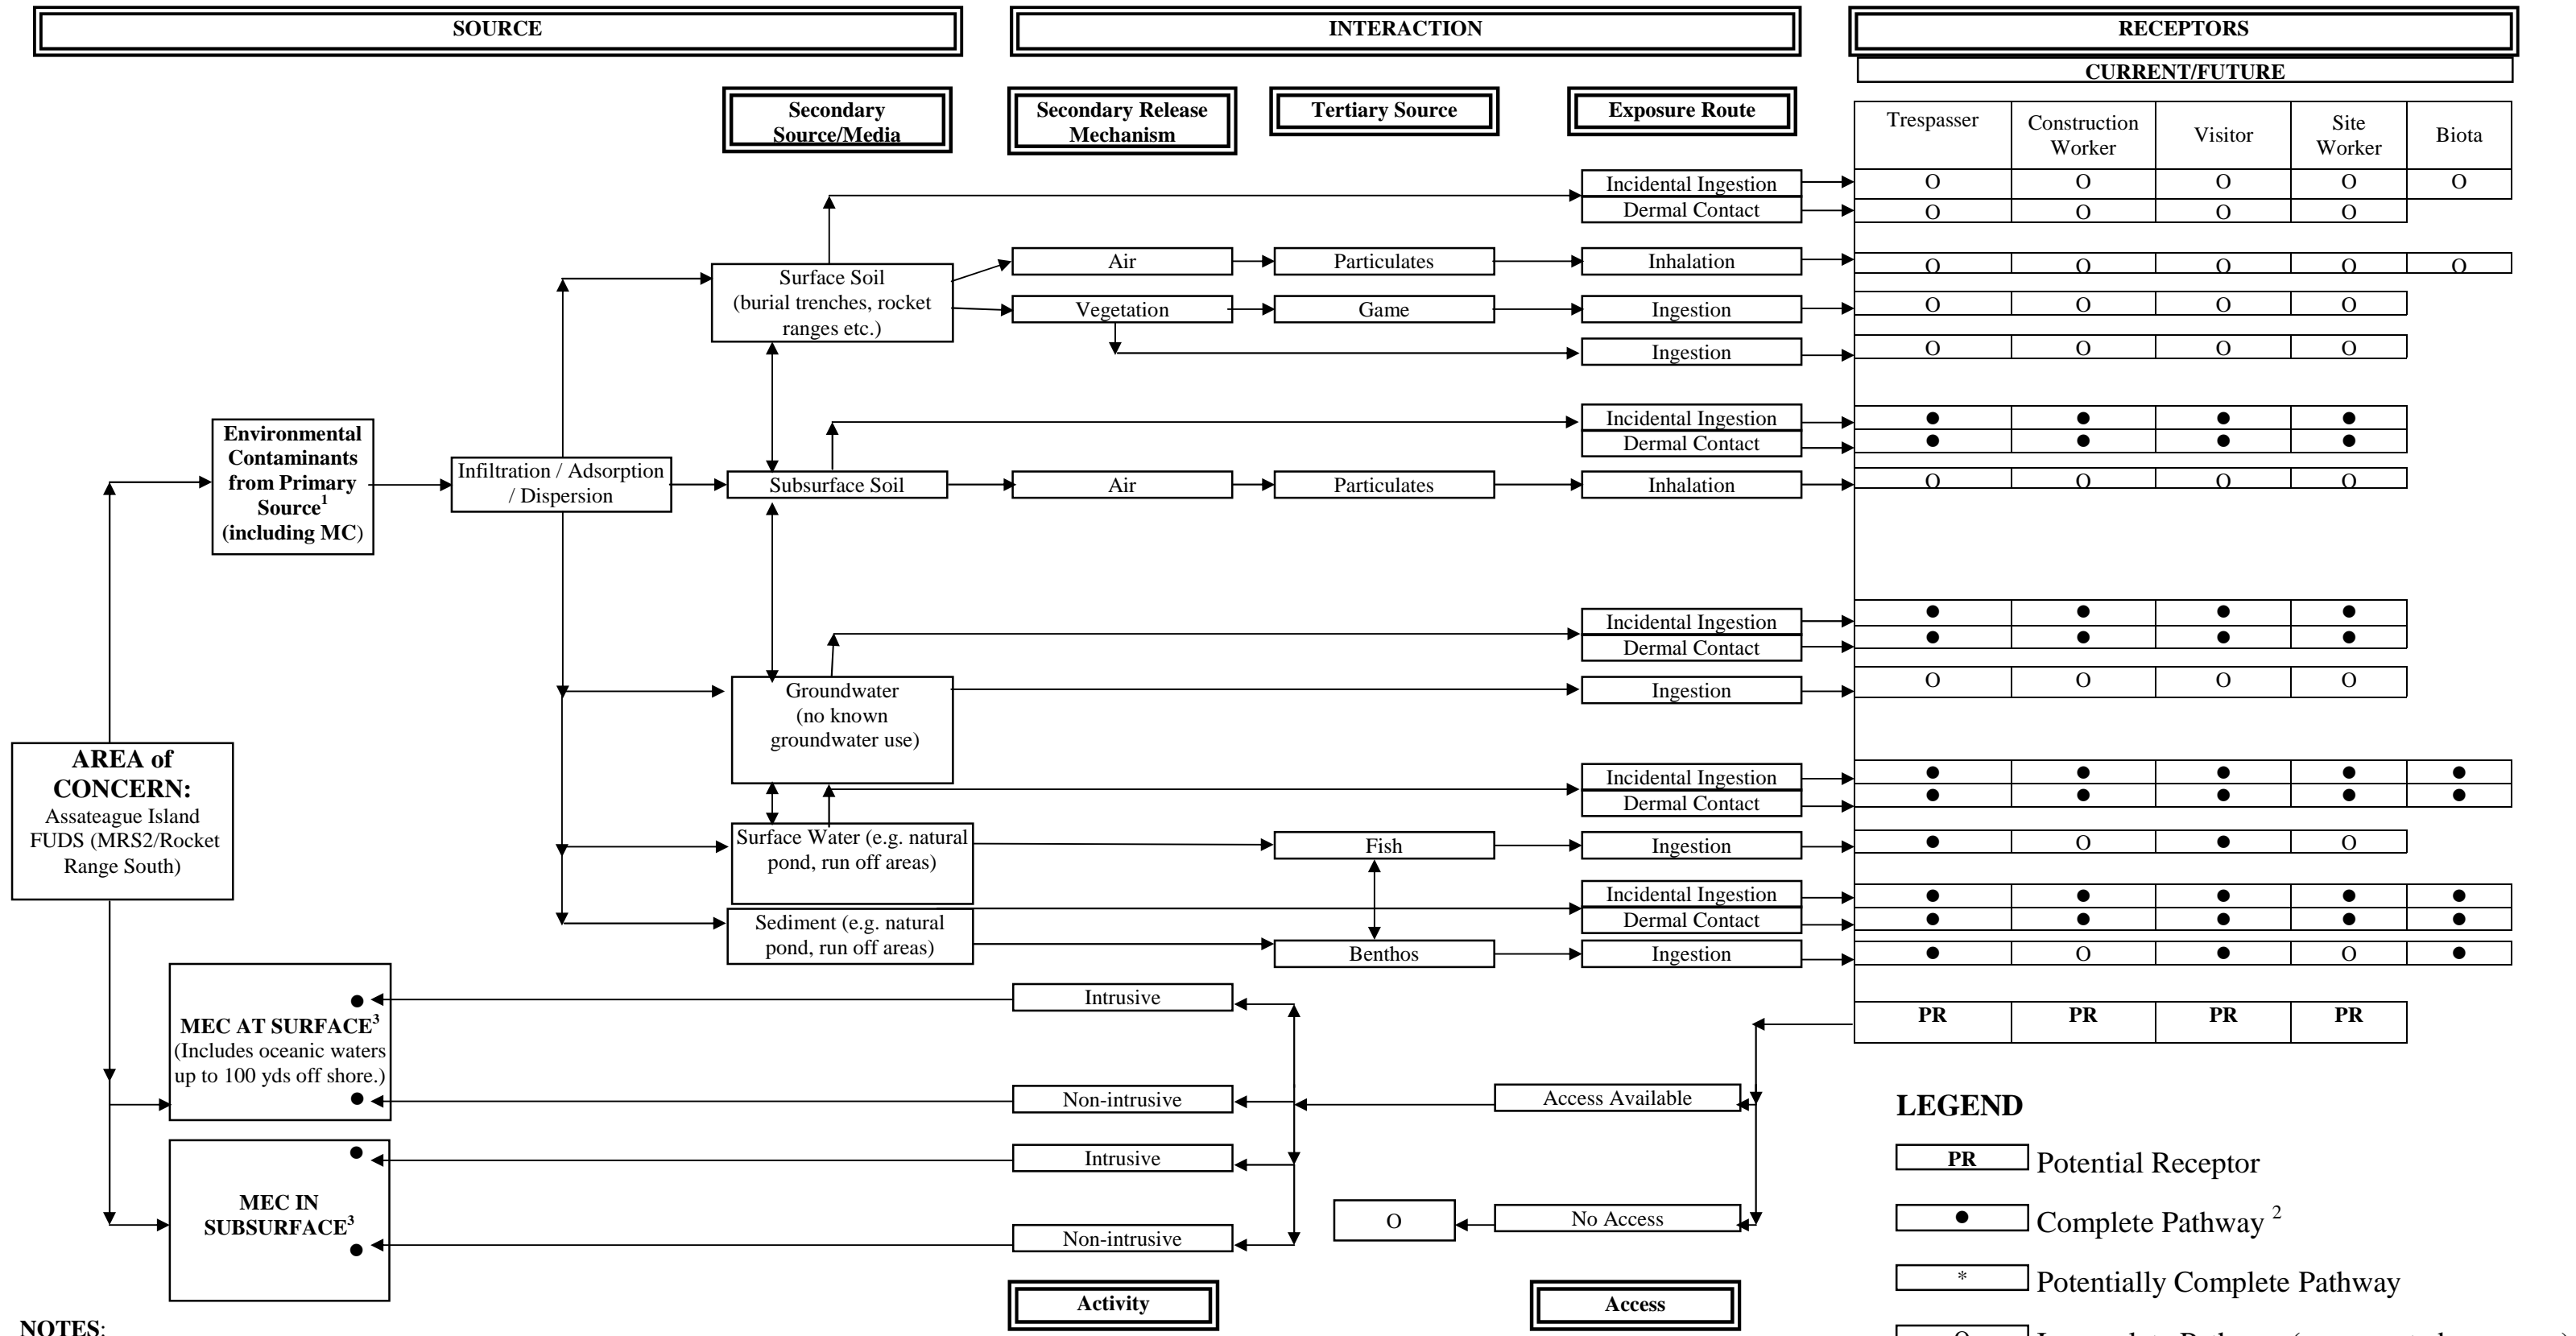 SOURCE
INTERACTION
RECEPTORS
CURRENT/FUTURE
Secondary
Source/Media
Secondary Release
Mechanism
Tertiary Source
Exposure Route
Trespasser
Construction
Worker
Visitor
Site
Worker
Biota
Incidental Ingestion
O O O O O
Dermal Contact
O O O O
Surface Soil
(burial trenches, rocket
ranges etc.)
Air
Particulates
Inhalation
O O O O O
Vegetation
Game
Ingestion
O O O O
Ingestion
O O O O
Environmental
Contaminants
from Primary
Source1
(including MC)
Infiltration / Adsorption
/ Dispersion
Incidental Ingestion
● ● ● ●
Dermal Contact
● ● ● ●
Subsurface Soil
Air
Particulates
Inhalation
O O O O
Incidental Ingestion
● ● ● ●
Dermal Contact
● ● ● ●
Groundwater
(no known
groundwater use)
Ingestion
O O O O
AREA of
CONCERN:
Assateague Island
FUDS (MRS2/Rocket
Range South)
Incidental Ingestion
● ● ● ● ●
Dermal Contact
● ● ● ● ●
Surface Water (e.g. natural
pond, run off areas)
Fish
Ingestion
● O ● O
Incidental Ingestion
● ● ● ● ●
Dermal Contact
● ● ● ● ●
Sediment (e.g. natural
pond, run off areas)
Benthos
Ingestion
● O ● O ●
PR PR PR PR
MEC AT SURFACE3
(Includes oceanic waters
up to 100 yds off shore.)
Intrusive
Non-intrusive
Access Available
MEC IN
SUBSURFACE3
Intrusive
Non-intrusive
O
No Access
Activity
Access
LEGEND
PR Potential Receptor
● Complete Pathway 2
* Potentially Complete Pathway
NOTES: